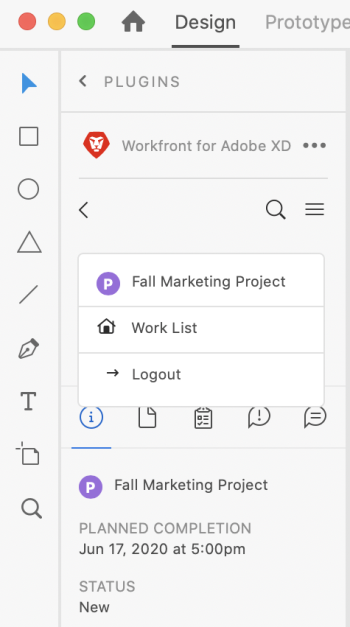 Design Prototype
PLUGINS
Workfront for Adobe XD
P Fall Marketing Project
Work List
Logout
P Fall Marketing Project
PLANNED COMPLETION
Jun 17, 2020 at 5:00pm
STATUS
New